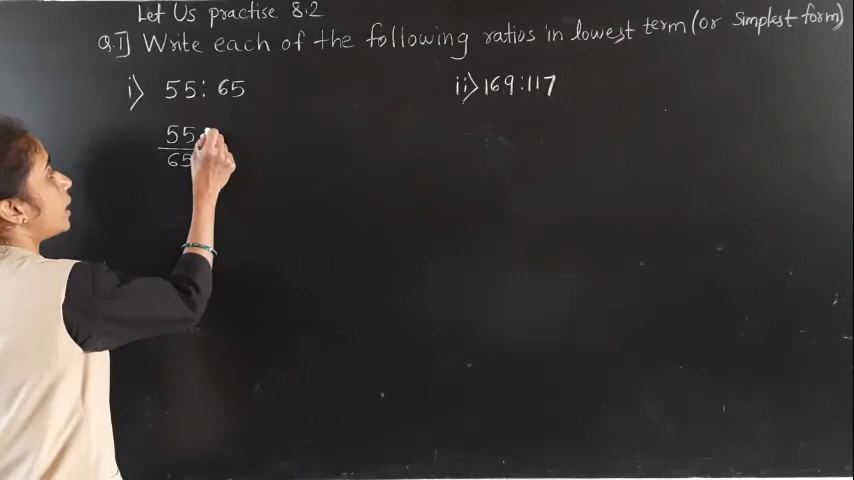 Let Us practise 8.2
Q.I] Write each of the following ratios in lowest term (or simplest form)
i) 55: 65
ii) 169:117
55
65